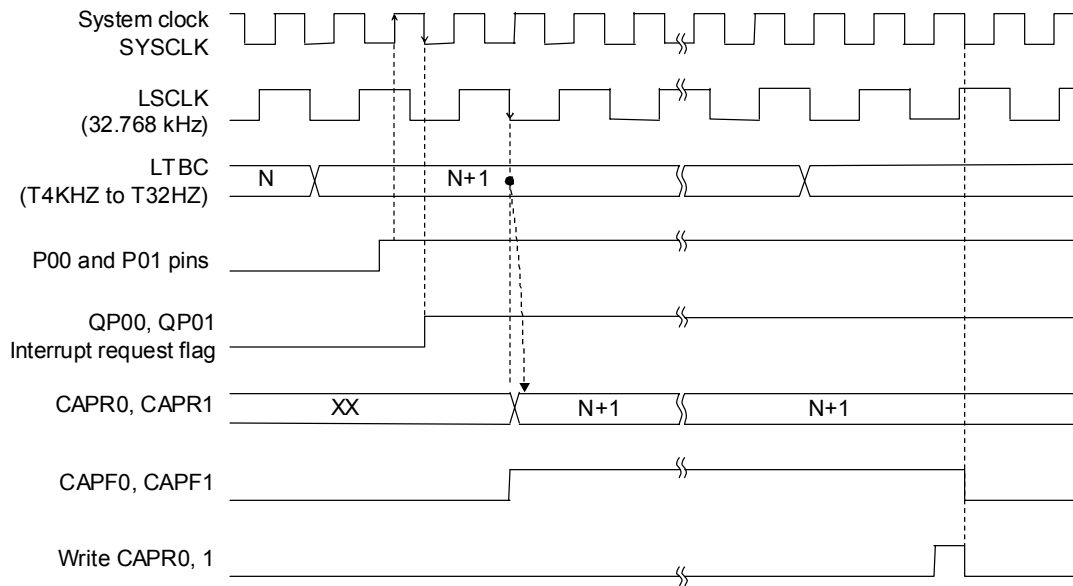 System clock
SYSCLK
LSCLK
(32.768 kHz)
LTBC
(T4KHZ to T32HZ)
N
N+1
P00 and P01 pins
QP00, QP01
Interrupt request flag
CAPR0, CAPR1
XX
N+1
N+1
CAPF0, CAPF1
Write CAPR0, 1